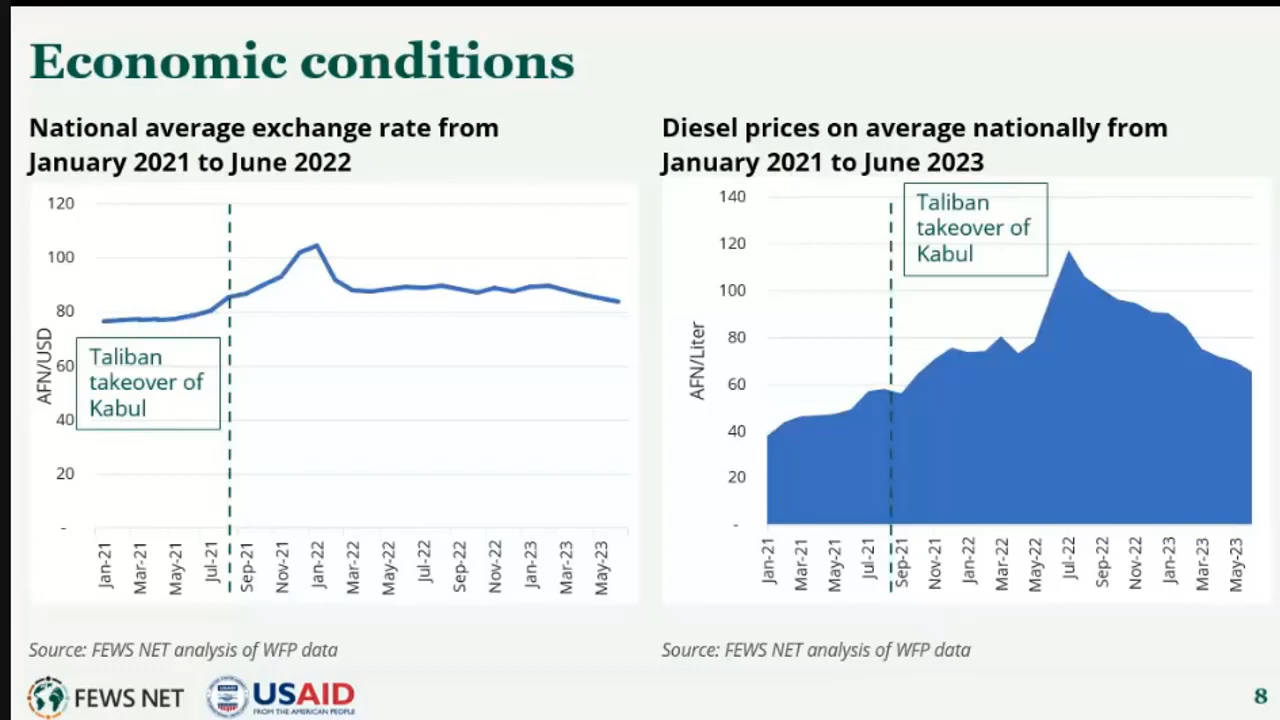 Economic conditions
National average exchange rate from
January 2021 to June 2022
120
100
80
60
40
20
-
AFN/USD
Taliban
takeover of
Kabul
Jan-21
Mar-21
May-21
Jul-21
Sep-21
Nov-21
Jan-22
Mar-22
May-22
Jul-22
Sep-22
Nov-22
Jan-23
Mar-23
May-23
Source: FEWS NET analysis of WFP data
Diesel prices on average nationally from
January 2021 to June 2023
140
120
100
80
60
40
20
-
AFN/Liter
Taliban
takeover of
Kabul
Jan-21
Mar-21
May-21
Jul-21
Sep-21
Nov-21
Jan-22
Mar-22
May-22
Jul-22
Sep-22
Nov-22
Jan-23
Mar-23
May-23
Source: FEWS NET analysis of WFP data
FEWS NET
USAID
FROM THE AMERICAN PEOPLE
8